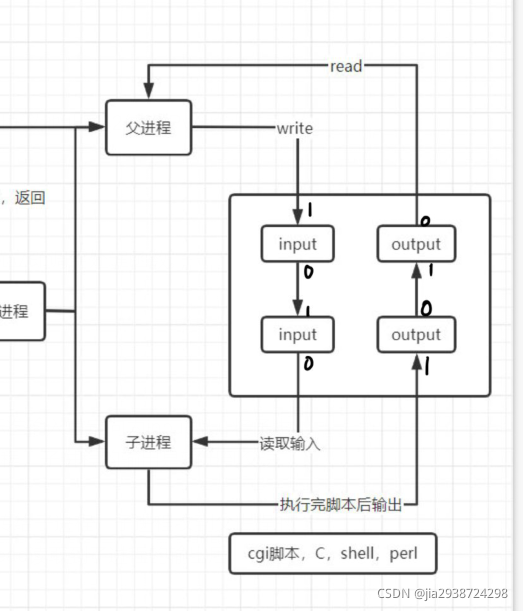 read
父进程
write
，返回
1
0
input
output
0
1
进程
1
0
input
output
0
1
子进程
读取输入
执行完脚本后输出
cgi脚本，C，shell，perl
CSDN @jia2938724298